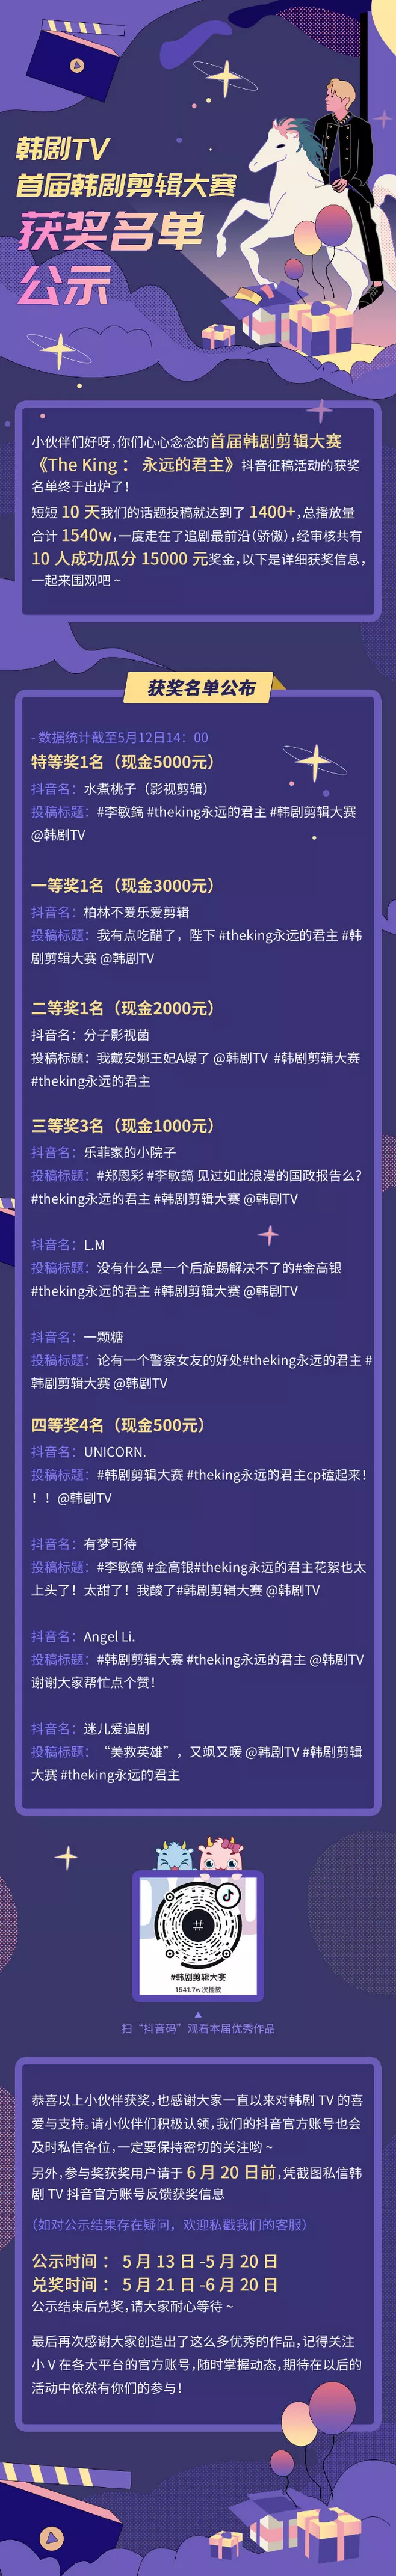 韩剧TV
首届韩剧剪辑大赛
获奖名单
公示
小伙伴们好呀,你们心心念念的首届韩剧剪辑大赛
《The King： 永远的君主》抖音征稿活动的获奖
名单终于出炉了!
短短 10 天我们的话题投稿就达到了 1400+,总播放量
合计 1540w,一度走在了追剧最前沿(骄傲),经审核共有
10 人成功瓜分 15000 元奖金,以下是详细获奖信息,
一起来围观吧 ~
获奖名单公布
- 数据统计截至5月12日14：00
特等奖1名（现金5000元）
抖音名：水煮桃子（影视剪辑）
投稿标题：#李敏鎬 #theking永远的君主 #韩剧剪辑大赛
@韩剧TV
一等奖1名（现金3000元）
抖音名：柏林不爱乐爱剪辑
投稿标题：我有点吃醋了，陛下 #theking永远的君主 #韩
剧剪辑大赛 @韩剧TV
二等奖1名（现金2000元）
抖音名：分子影视菌
投稿标题：我戴安娜王妃A爆了 @韩剧TV #韩剧剪辑大赛
#theking永远的君主
三等奖3名（现金1000元）
抖音名：乐菲家的小院子
投稿标题：#郑恩彩 #李敏鎬 见过如此浪漫的国政报告么？
#theking永远的君主 #韩剧剪辑大赛 @韩剧TV
抖音名：L.M
投稿标题：没有什么是一个后旋踢解决不了的#金高银
#theking永远的君主 #韩剧剪辑大赛 @韩剧TV
抖音名：一颗糖
投稿标题：论有一个警察女友的好处#theking永远的君主 #
韩剧剪辑大赛 @韩剧TV
四等奖4名（现金500元）
抖音名：UNICORN.
投稿标题：#韩剧剪辑大赛 #theking永远的君主cp磕起来！
！！@韩剧TV
抖音名：有梦可待
投稿标题：#李敏鎬 #金高银#theking永远的君主花絮也太
上头了！太甜了！我酸了#韩剧剪辑大赛 @韩剧TV
抖音名：Angel Li.
投稿标题：#韩剧剪辑大赛 #theking永远的君主 @韩剧TV
谢谢大家帮忙点个赞！
抖音名：迷儿爱追剧
投稿标题：“美救英雄”，又飒又暖 @韩剧TV #韩剧剪辑
大赛 #theking永远的君主
#
#韩剧剪辑大赛
1541.7w次播放
扫“抖音码”观看本届优秀作品
恭喜以上小伙伴获奖,也感谢大家一直以来对韩剧 TV 的喜
爱与支持。请小伙伴们积极认领,我们的抖音官方账号也会
及时私信各位,一定要保持密切的关注哟 ~
另外,参与奖获奖用户请于 6 月 20 日前,凭截图私信韩
剧 TV 抖音官方账号反馈获奖信息
（如对公示结果存在疑问，欢迎私戳我们的客服）
公示时间： 5 月 13 日 -5 月 20 日
兑奖时间： 5 月 21 日 -6 月 20 日
公示结束后兑奖,请大家耐心等待 ~
最后再次感谢大家创造出了这么多优秀的作品,记得关注
小 V 在各大平台的官方账号,随时掌握动态,期待在以后的
活动中依然有你们的参与!